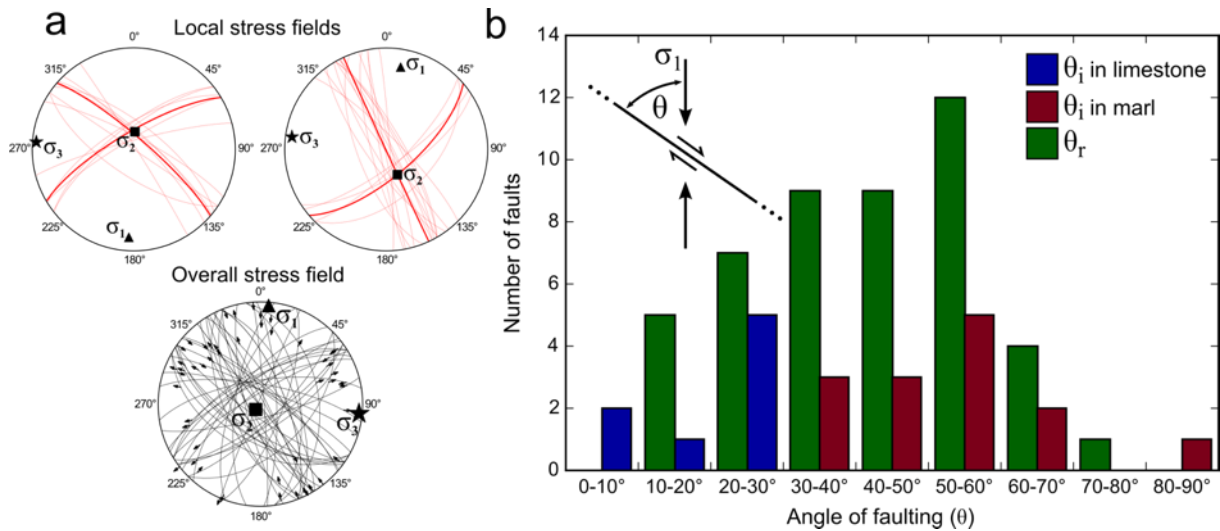 a
Local stress fields
0°
45°
90°
135°
180°
225°
270°
315°
σ1
σ2
σ3
0°
45°
90°
135°
180°
225°
270°
315°
σ1
σ2
σ3
Overall stress field
0°
45°
90°
135°
180°
225°
270°
315°
σ1
σ2
σ3
b
Number of faults
14
12
10
8
6
4
2
0
σ1
θ
θi in limestone
θi in marl
θr
0-10° 10-20° 20-30° 30-40° 40-50° 50-60° 60-70° 70-80° 80-90°
Angle of faulting (θ)